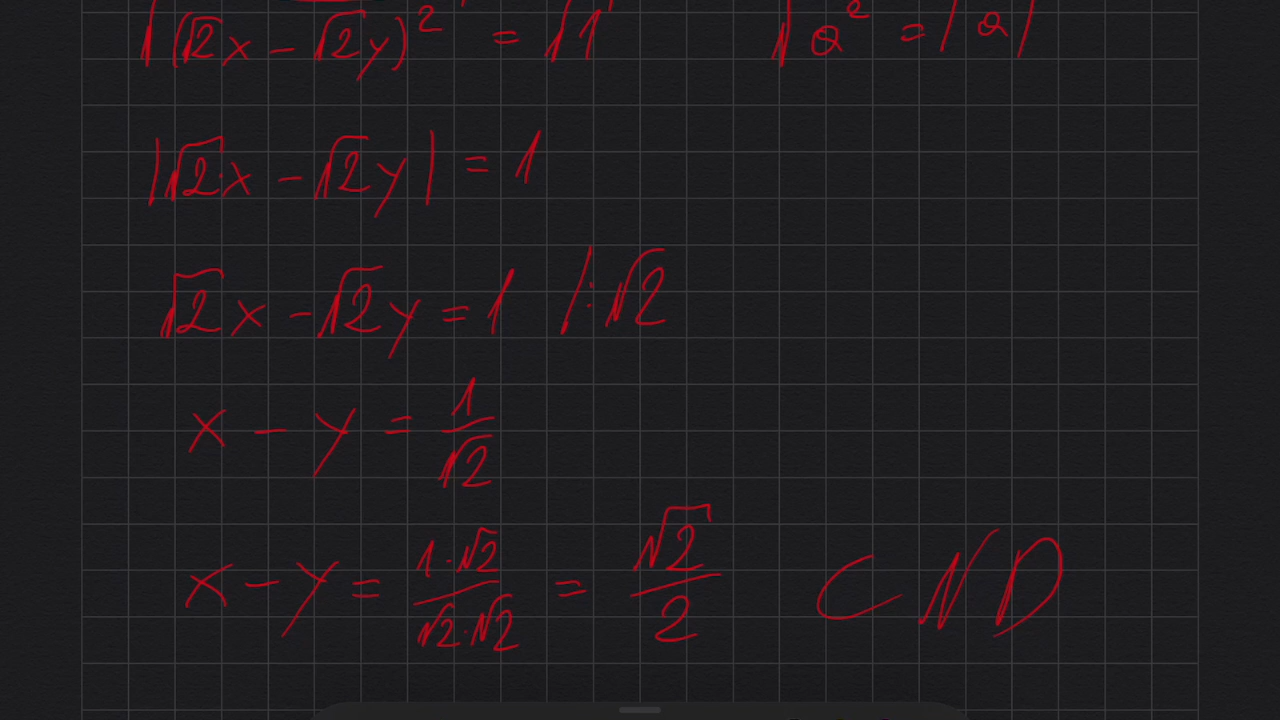 √(√2x − √2y)² = √1 √a² = |a|
|√2·x − √2y| = 1
√2x − √2y = 1 /:√2
x − y = 1/√2
x − y = 1·√2/√2·√2 = √2/2 CND